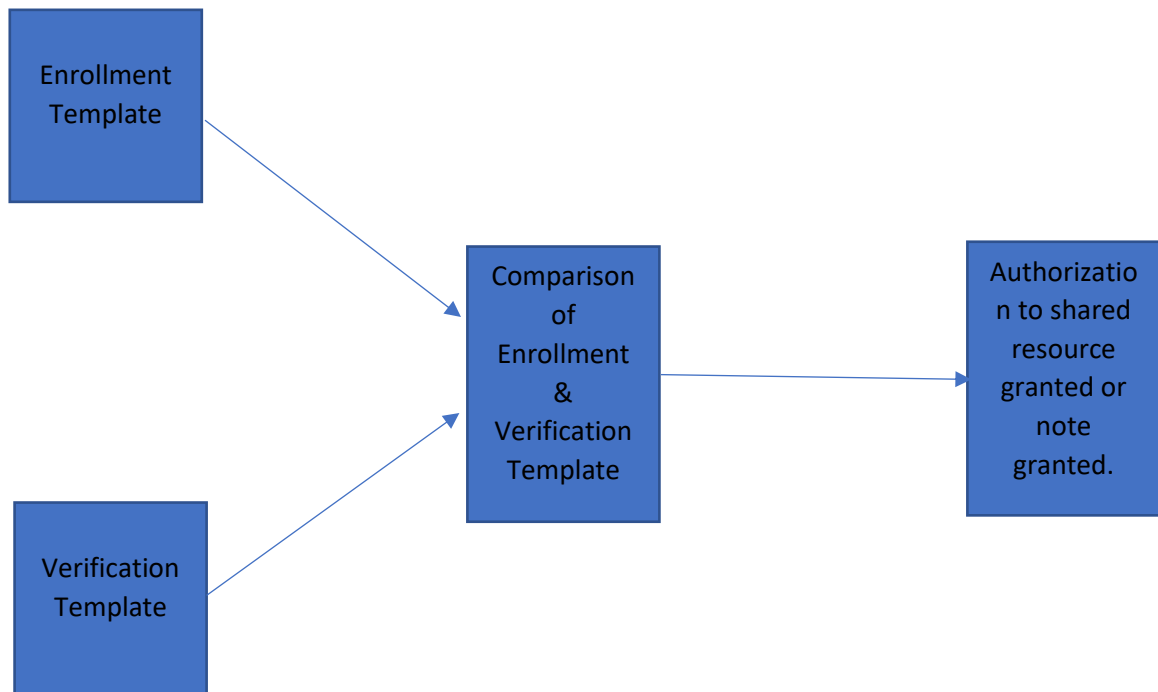 Enrollment
Template
Comparison
of
Enrollment
&
Verification
Template
Authorizatio
n to shared
resource
granted or
note
granted.
Verification
Template